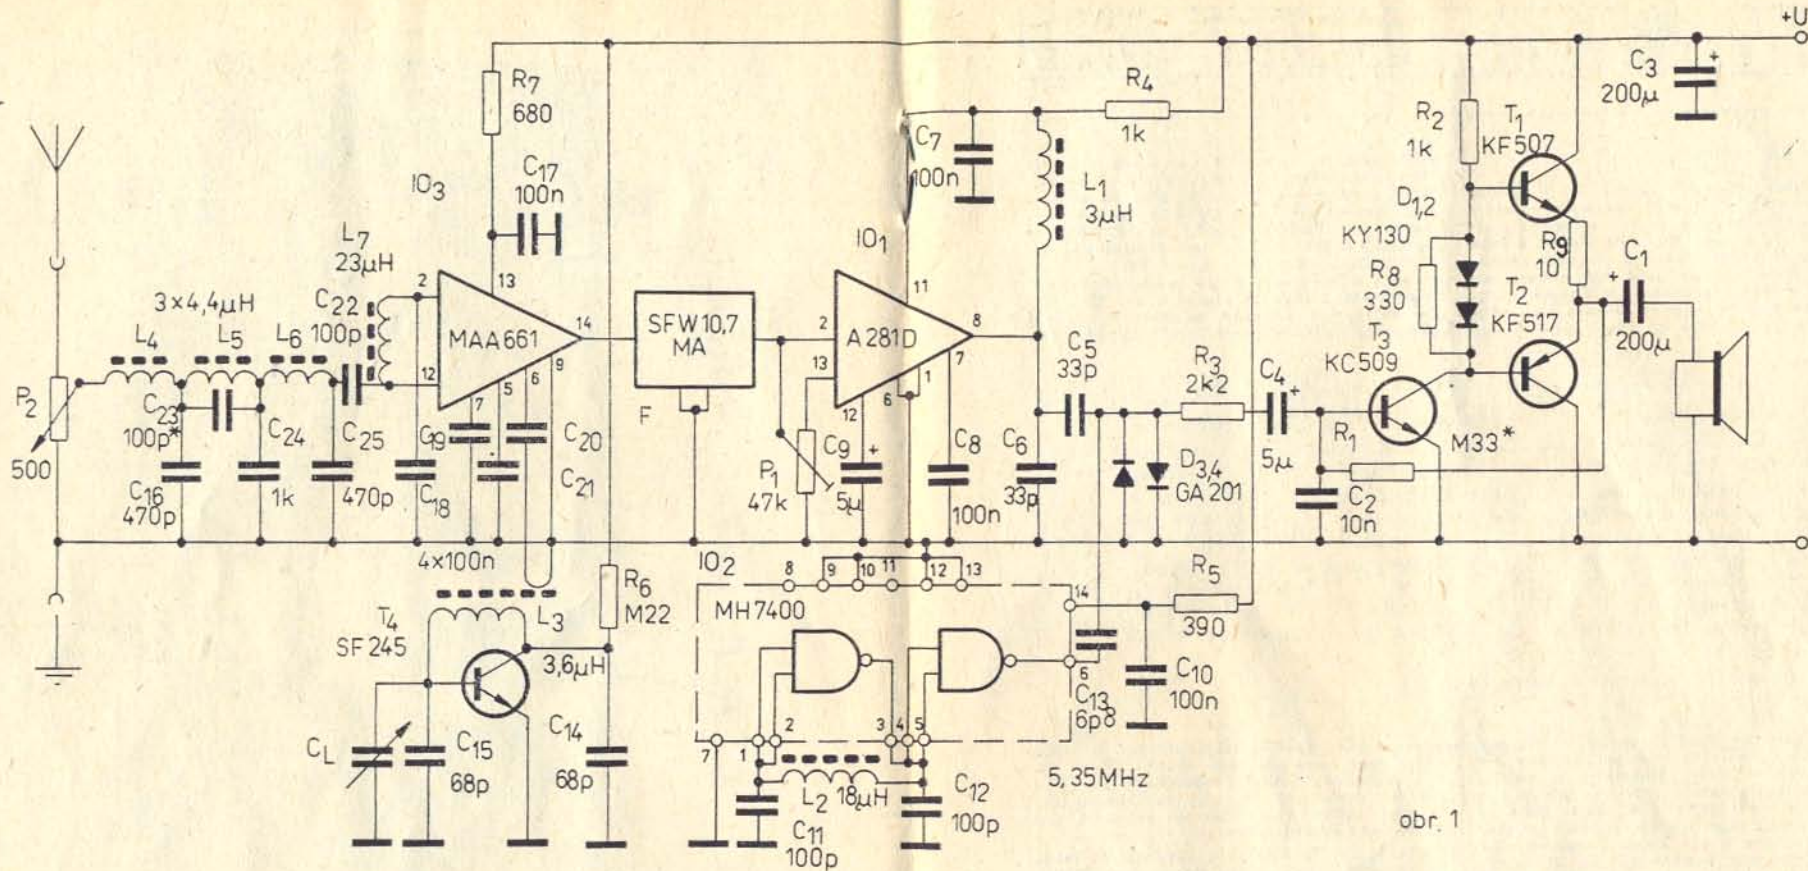 +U
R7
680
C17
100n
IO3
L7
23µH
3×4,4µH
L4
L5
L6
C22
100p
2
13
MAA661
14
12
7
5
6
9
P2
500
C23
100p*
C16
470p
C24
1k
C25
470p
C19
C18
C20
C21
4×100n
SFW10,7
MA
F
P1
47k
IO1
2
13
A281D
11
8
7
1
6
12
C9
+
5µ
C8
100n
C7
100n
L1
3µH
R4
1k
C6
33p
C5
33p
R3
2k2
C4
+
5µ
D3,4
GA201
R2
1k
T1
KF507
D1,2
KY130
R8
330
R9
10
T2
KF517
T3
KC509
C1
+
200µ
C3
+
200µ
R1
M33*
C2
10n
T4
SF245
L3
3,6µH
R6
M22
CL
C15
68p
C14
68p
IO2
MH7400
8
9
10
11
12
13
14
7
1
2
3
4
5
6
L2
18µH
C11
100p
C12
100p
C13
6p8
R5
390
C10
100n
5,35MHz
obr. 1